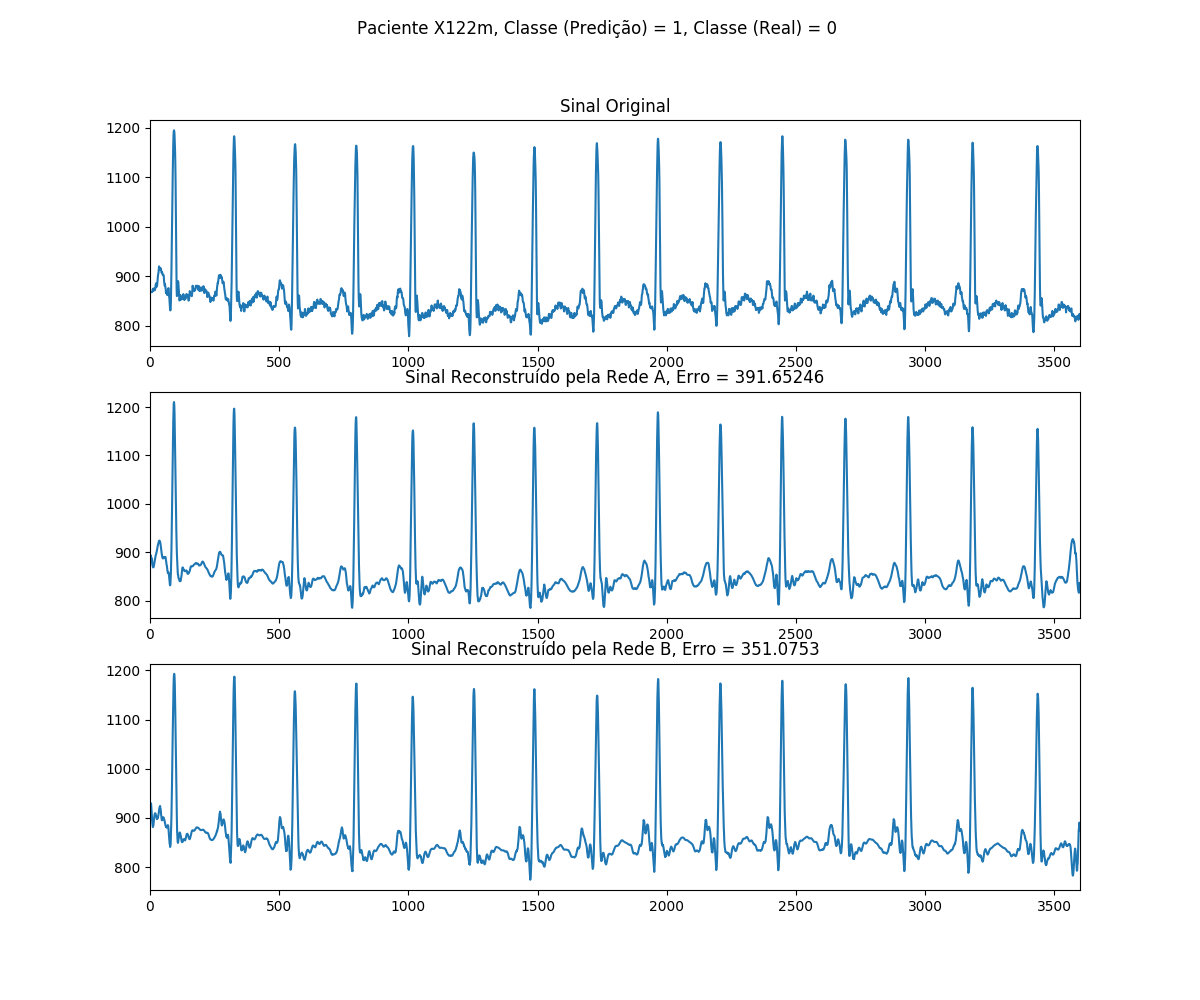 Paciente X122m, Classe (Predição) = 1, Classe (Real) = 0
Sinal Original
1200
1100
1000
900
800
0 500 1000 1500 2000 2500 3000 3500
Sinal Reconstruído pela Rede A, Erro = 391.65246
1200
1100
1000
900
800
0 500 1000 1500 2000 2500 3000 3500
Sinal Reconstruído pela Rede B, Erro = 351.0753
1200
1100
1000
900
800
0 500 1000 1500 2000 2500 3000 3500